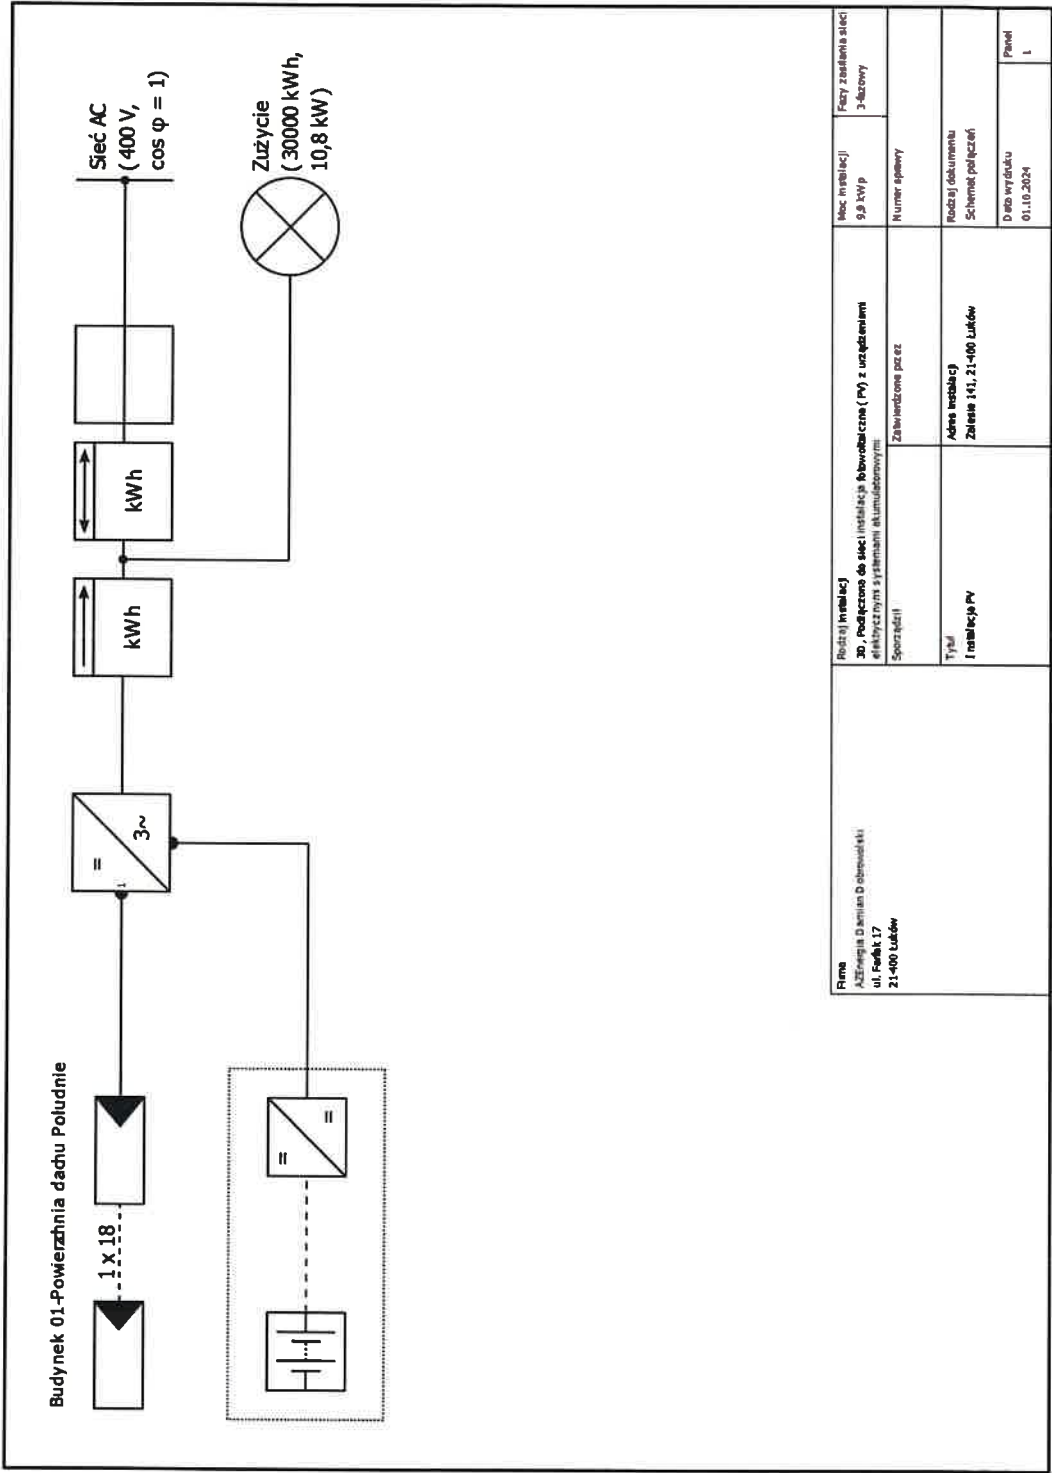 Budynek 01-Powierzchnia dachu Południe
1 x 18
=
3~
1
kWh
kWh
Sieć AC
( 400 V,
cos φ = 1)
Zużycie
( 30000 kWh,
10,8 kW)
=
=
Firma
AZEnergia Damian Dobrowolski
ul. Farlak 17
21-400 Łuków
Rodzaj instalacji
3D , Podłączona do sieci instalacja fotowoltaiczna ( PV) z urządzeniami
elektrycznymi systemami akumulatorowymi
Moc instalacji
9,9 kWp
Fazy zasilania sieci
3-fazowy
Sporządził
Zatwierdzone przez
Numer sprawy
Tytuł
Instalacja PV
Adres instalacji
Zalesie 141, 21-400 Łuków
Rodzaj dokumentu
Schemat połączeń
Data wydruku
01.10.2024
Panel
1